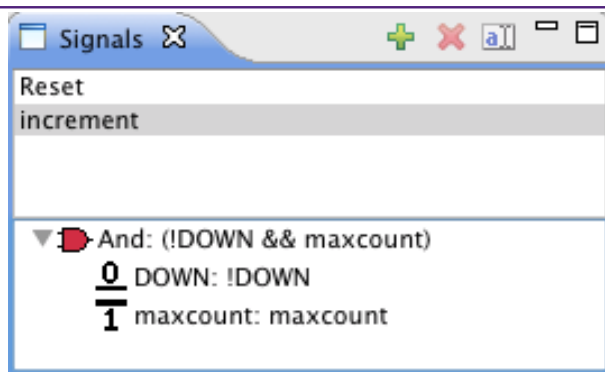 Signals
Reset
increment
And: (!DOWN && maxcount)
0 DOWN: !DOWN
1 maxcount: maxcount